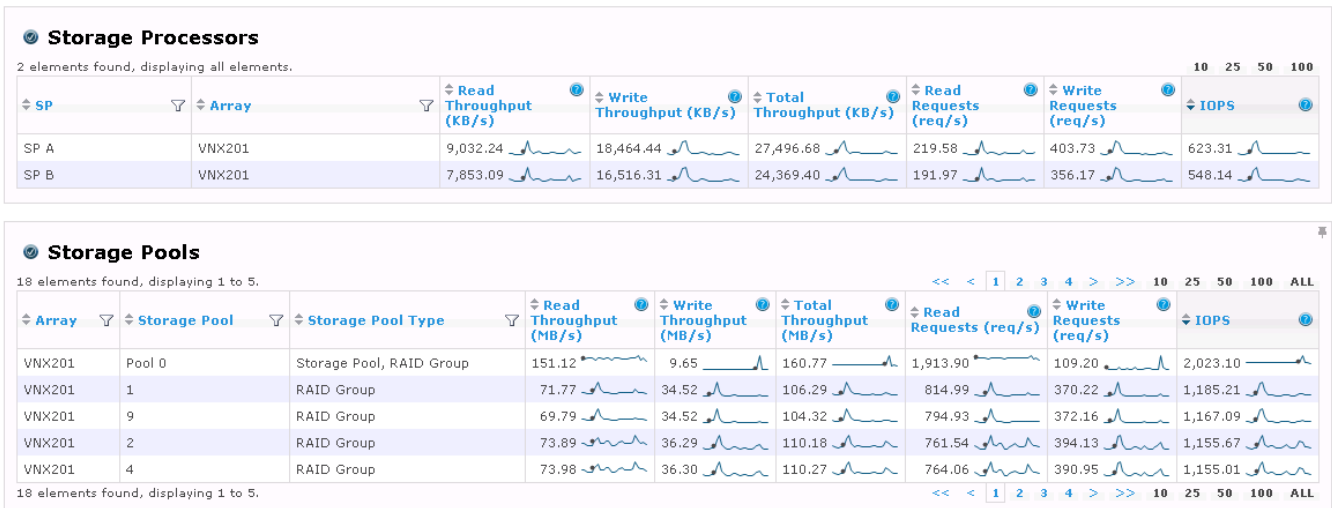 Storage Processors
2 elements found, displaying all elements.
10 25 50 100
SP Array Read Throughput (KB/s) Write Throughput (KB/s) Total Throughput (KB/s) Read Requests (req/s) Write Requests (req/s) IOPS
SP A VNX201 9,032.24 18,464.44 27,496.68 219.58 403.73 623.31
SP B VNX201 7,853.09 16,516.31 24,369.40 191.97 356.17 548.14
Storage Pools
18 elements found, displaying 1 to 5.
<< < 1 2 3 4 > >> 10 25 50 100 ALL
Array Storage Pool Storage Pool Type Read Throughput (MB/s) Write Throughput (MB/s) Total Throughput (MB/s) Read Requests (req/s) Write Requests (req/s) IOPS
VNX201 Pool 0 Storage Pool, RAID Group 151.12 9.65 160.77 1,913.90 109.20 2,023.10
VNX201 1 RAID Group 71.77 34.52 106.29 814.99 370.22 1,185.21
VNX201 9 RAID Group 69.79 34.52 104.32 794.93 372.16 1,167.09
VNX201 2 RAID Group 73.89 36.29 110.18 761.54 394.13 1,155.67
VNX201 4 RAID Group 73.98 36.30 110.27 764.06 390.95 1,155.01
18 elements found, displaying 1 to 5.
<< < 1 2 3 4 > >> 10 25 50 100 ALL